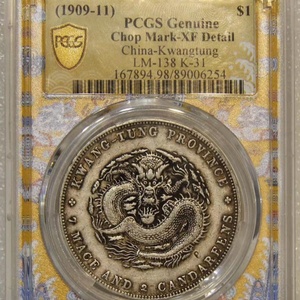 (1909-11) $1
PCGS Genuine
Chop Mark-XF Detail
China-Kwangtung
LM-138 K-31
167894.98/89006254
PCGS
KWANG-TUNG PROVINCE
7 MACE AND 2 CANDAREENS